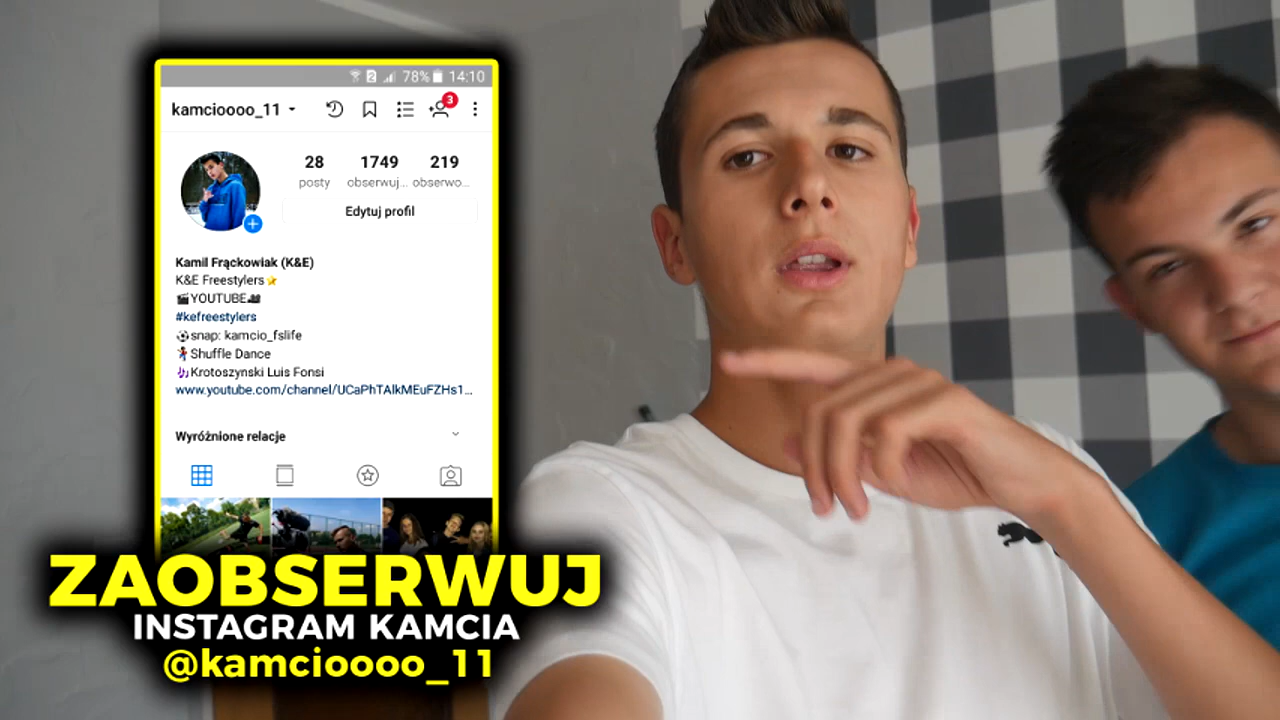 78% 14:10
kamcioooo_11
3
28 1749 219
posty obserwuj... obserwo...
Edytuj profil
Kamil Frąckowiak (K&E)
K&E Freestylers⭐
🎬YOUTUBE🎥
#kefreestylers
⚽snap: kamcio_fslife
🕺Shuffle Dance
🎶Krotoszynski Luis Fonsi
www.youtube.com/channel/UCaPhTAlkMEuFZHs1...
Wyróżnione relacje
ZAOBSERWUJ
INSTAGRAM KAMCIA
@kamcioooo_11